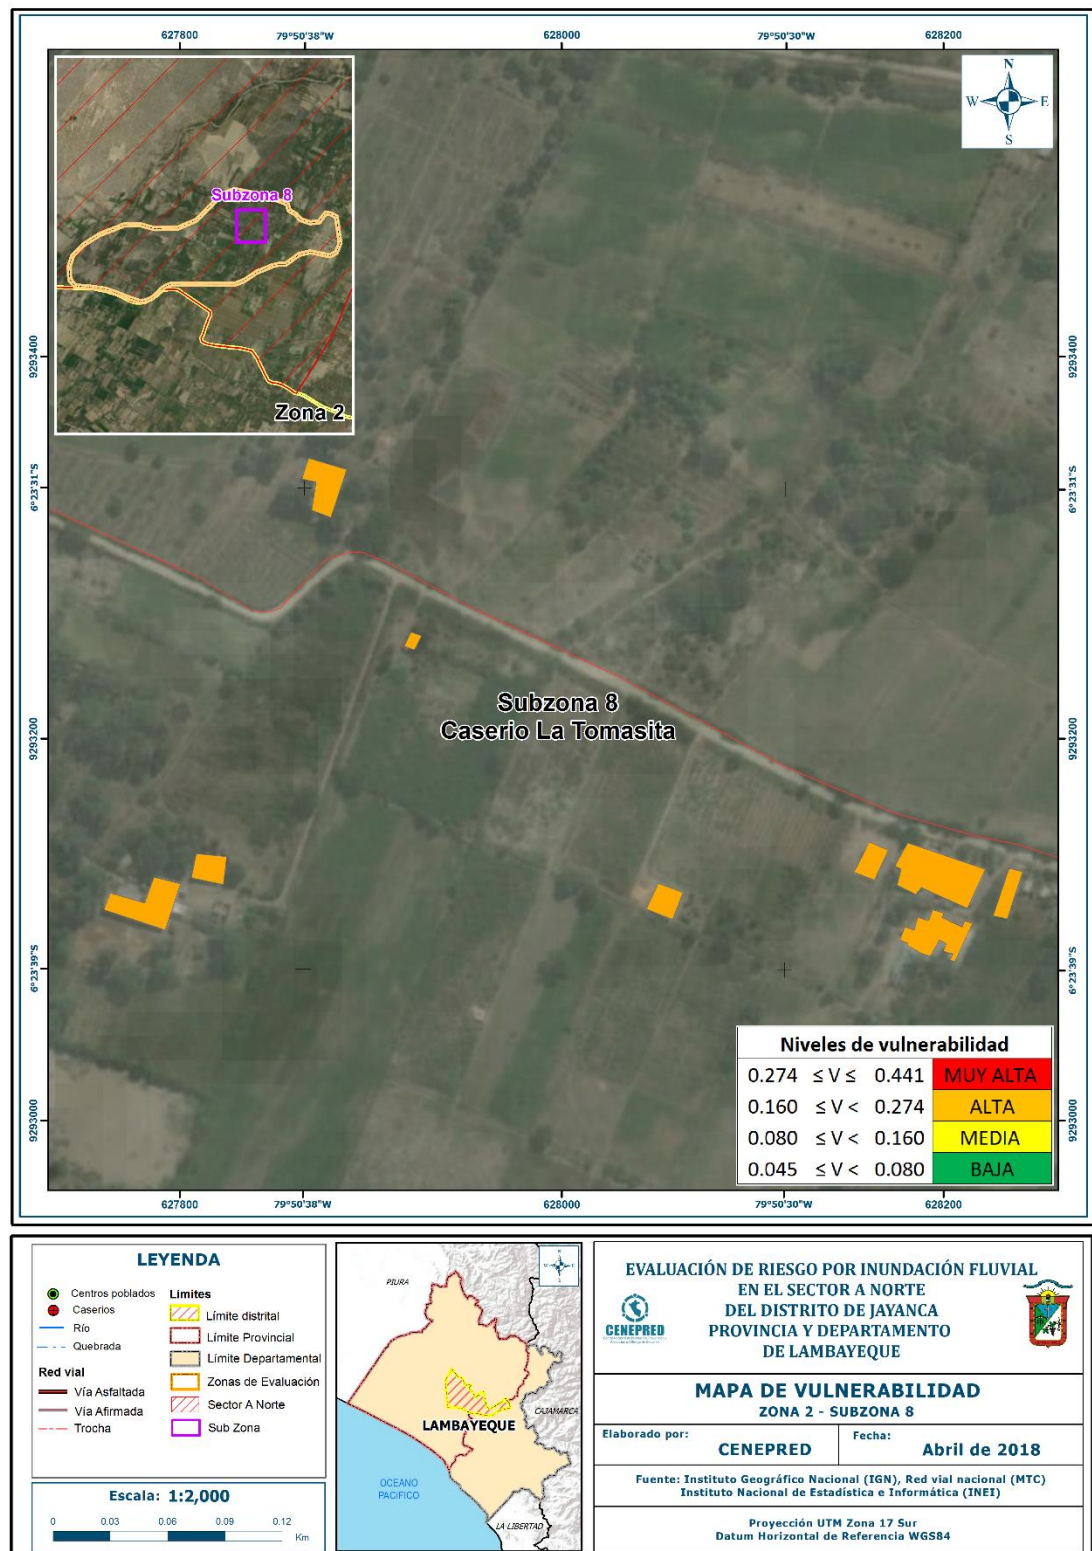 627800
79°50'38"W
628000
79°50'30"W
628200
N
W
E
S
Subzona 8
Zona 2
9293400
9293400
6°23'31"S
6°23'31"S
Subzona 8
Caserio La Tomasita
9293200
9293200
6°23'39"S
6°23'39"S
Niveles de vulnerabilidad
0.274 ≤ V ≤ 0.441 MUY ALTA
0.160 ≤ V < 0.274 ALTA
0.080 ≤ V < 0.160 MEDIA
0.045 ≤ V < 0.080 BAJA
9293000
9293000
627800
79°50'38"W
628000
79°50'30"W
628200
LEYENDA
Centros poblados
Caserios
Río
Quebrada
Red vial
Vía Asfaltada
Vía Afirmada
Trocha
Límites
Límite distrital
Límite Provincial
Límite Departamental
Zonas de Evaluación
Sector A Norte
Sub Zona
Escala: 1:2,000
0 0.03 0.06 0.09 0.12
Km
PIURA
CAJAMARCA
LAMBAYEQUE
OCEANO
PACIFICO
LA LIBERTAD
EVALUACIÓN DE RIESGO POR INUNDACIÓN FLUVIAL
EN EL SECTOR A NORTE
DEL DISTRITO DE JAYANCA
PROVINCIA Y DEPARTAMENTO
DE LAMBAYEQUE
CENEPRED
MAPA DE VULNERABILIDAD
ZONA 2 - SUBZONA 8
Elaborado por:
CENEPRED
Fecha:
Abril de 2018
Fuente: Instituto Geográfico Nacional (IGN), Red vial nacional (MTC)
Instituto Nacional de Estadística e Informática (INEI)
Proyección UTM Zona 17 Sur
Datum Horizontal de Referencia WGS84